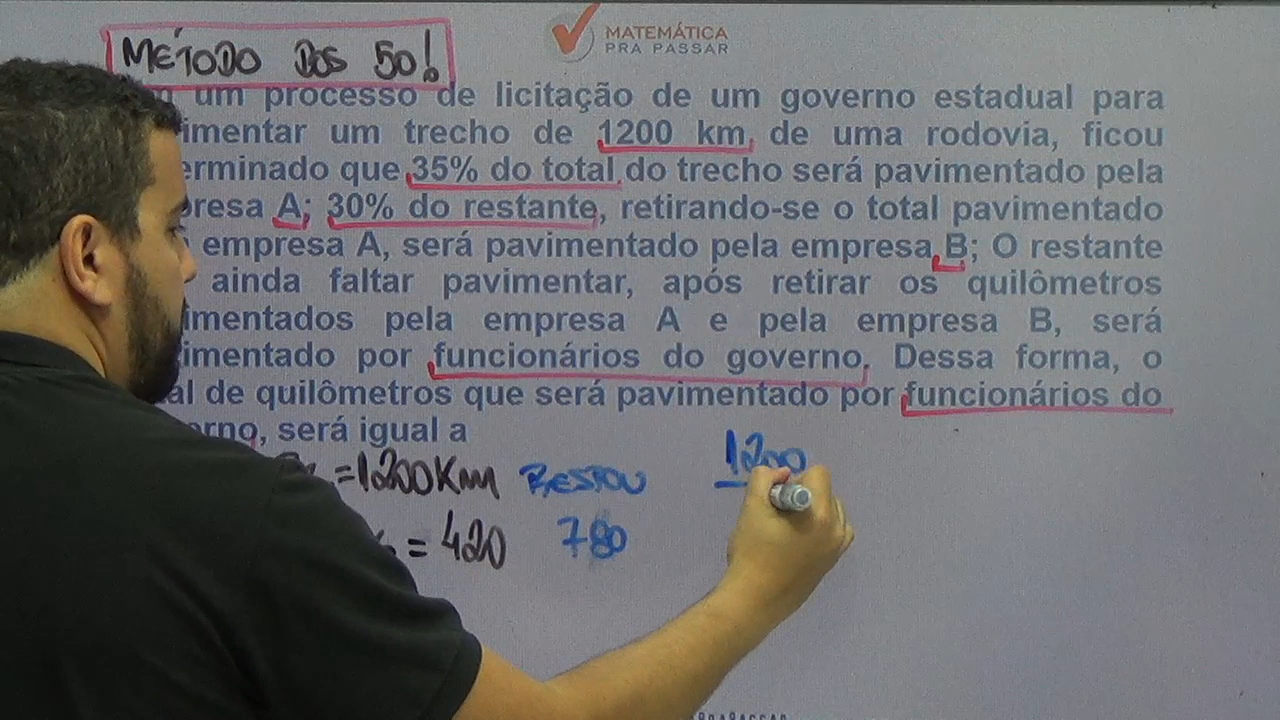 MÉTODO DOS 50!
MATEMÁTICA
PRA PASSAR
um processo de licitação de um governo estadual para
imentar um trecho de 1200 km, de uma rodovia, ficou
erminado que 35% do total do trecho será pavimentado pela
presa A; 30% do restante, retirando-se o total pavimentado
empresa A, será pavimentado pela empresa B; O restante
ainda faltar pavimentar, após retirar os quilômetros
imentados pela empresa A e pela empresa B, será
imentado por funcionários do governo, Dessa forma, o
al de quilômetros que será pavimentado por funcionários do
rno, será igual a
=1200KM RESTOU 1200
= 420 780